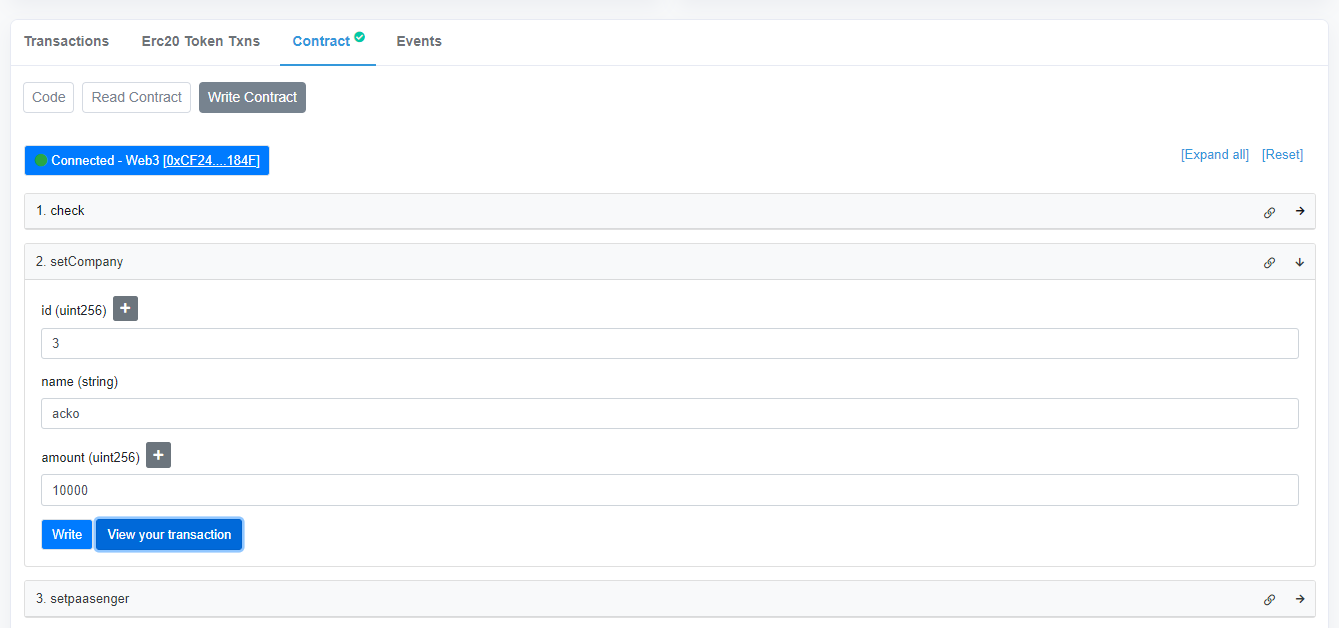 Transactions Erc20 Token Txns Contract Events
Code Read Contract Write Contract
Connected - Web3 [0xCF24....184F] [Expand all] [Reset]
1. check
2. setCompany
id (uint256) +
3
name (string)
acko
amount (uint256) +
10000
Write View your transaction
3. setpaasenger